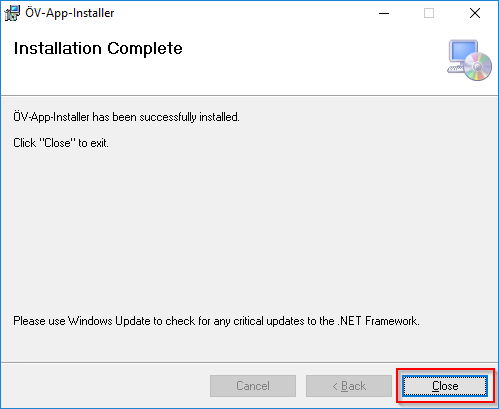 ÖV-App-Installer
Installation Complete
ÖV-App-Installer has been successfully installed.
Click "Close" to exit.
Please use Windows Update to check for any critical updates to the .NET Framework.
Cancel
< Back
Close